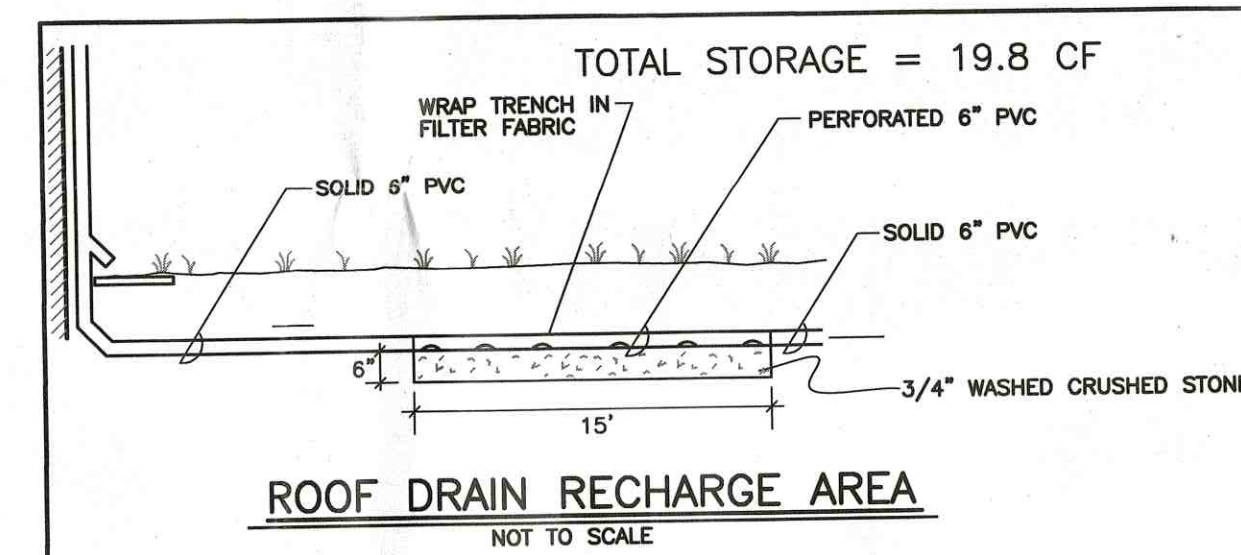 TOTAL STORAGE = 19.8 CF
WRAP TRENCH IN
FILTER FABRIC
PERFORATED 6" PVC
SOLID 6" PVC
SOLID 6" PVC
6"
3/4" WASHED CRUSHED STONE
15'
ROOF DRAIN RECHARGE AREA
NOT TO SCALE